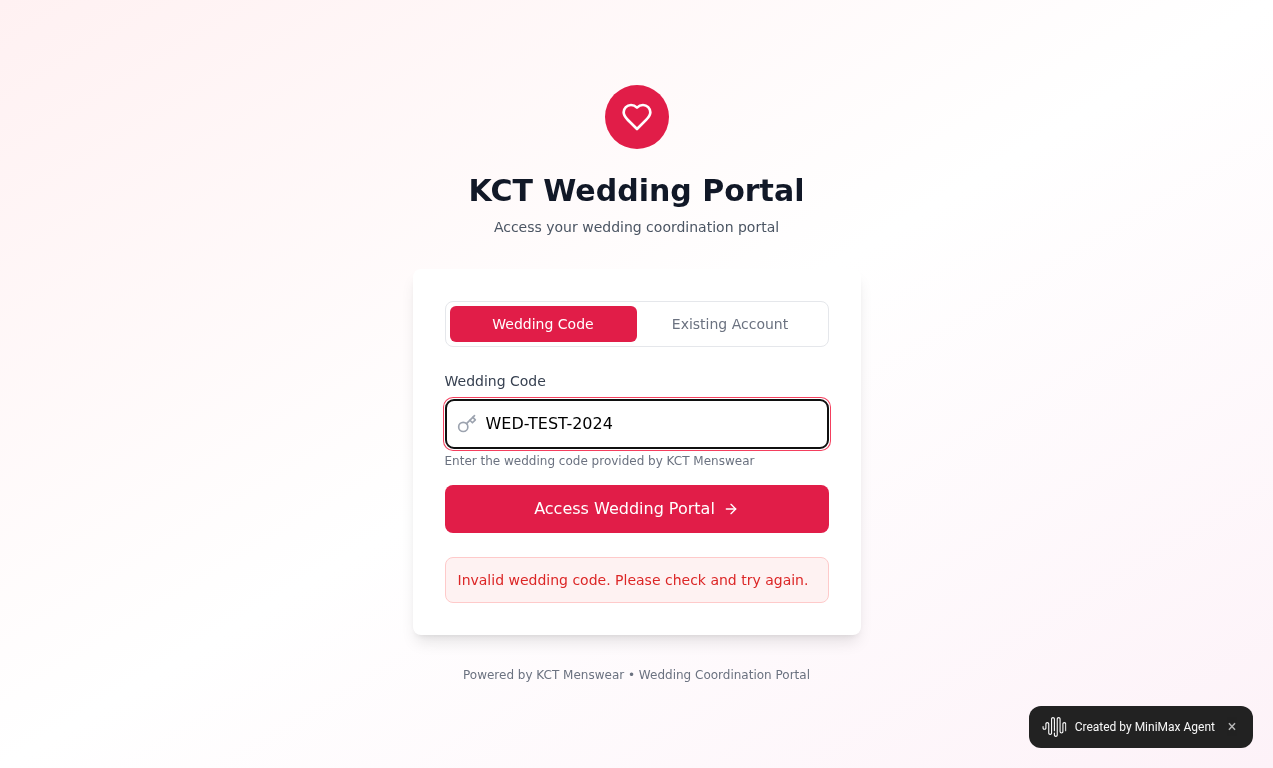 KCT Wedding Portal
Access your wedding coordination portal
Wedding Code
Existing Account
Wedding Code
WED-TEST-2024
Enter the wedding code provided by KCT Menswear
Access Wedding Portal →
Invalid wedding code. Please check and try again.
Powered by KCT Menswear • Wedding Coordination Portal
Created by MiniMax Agent ×